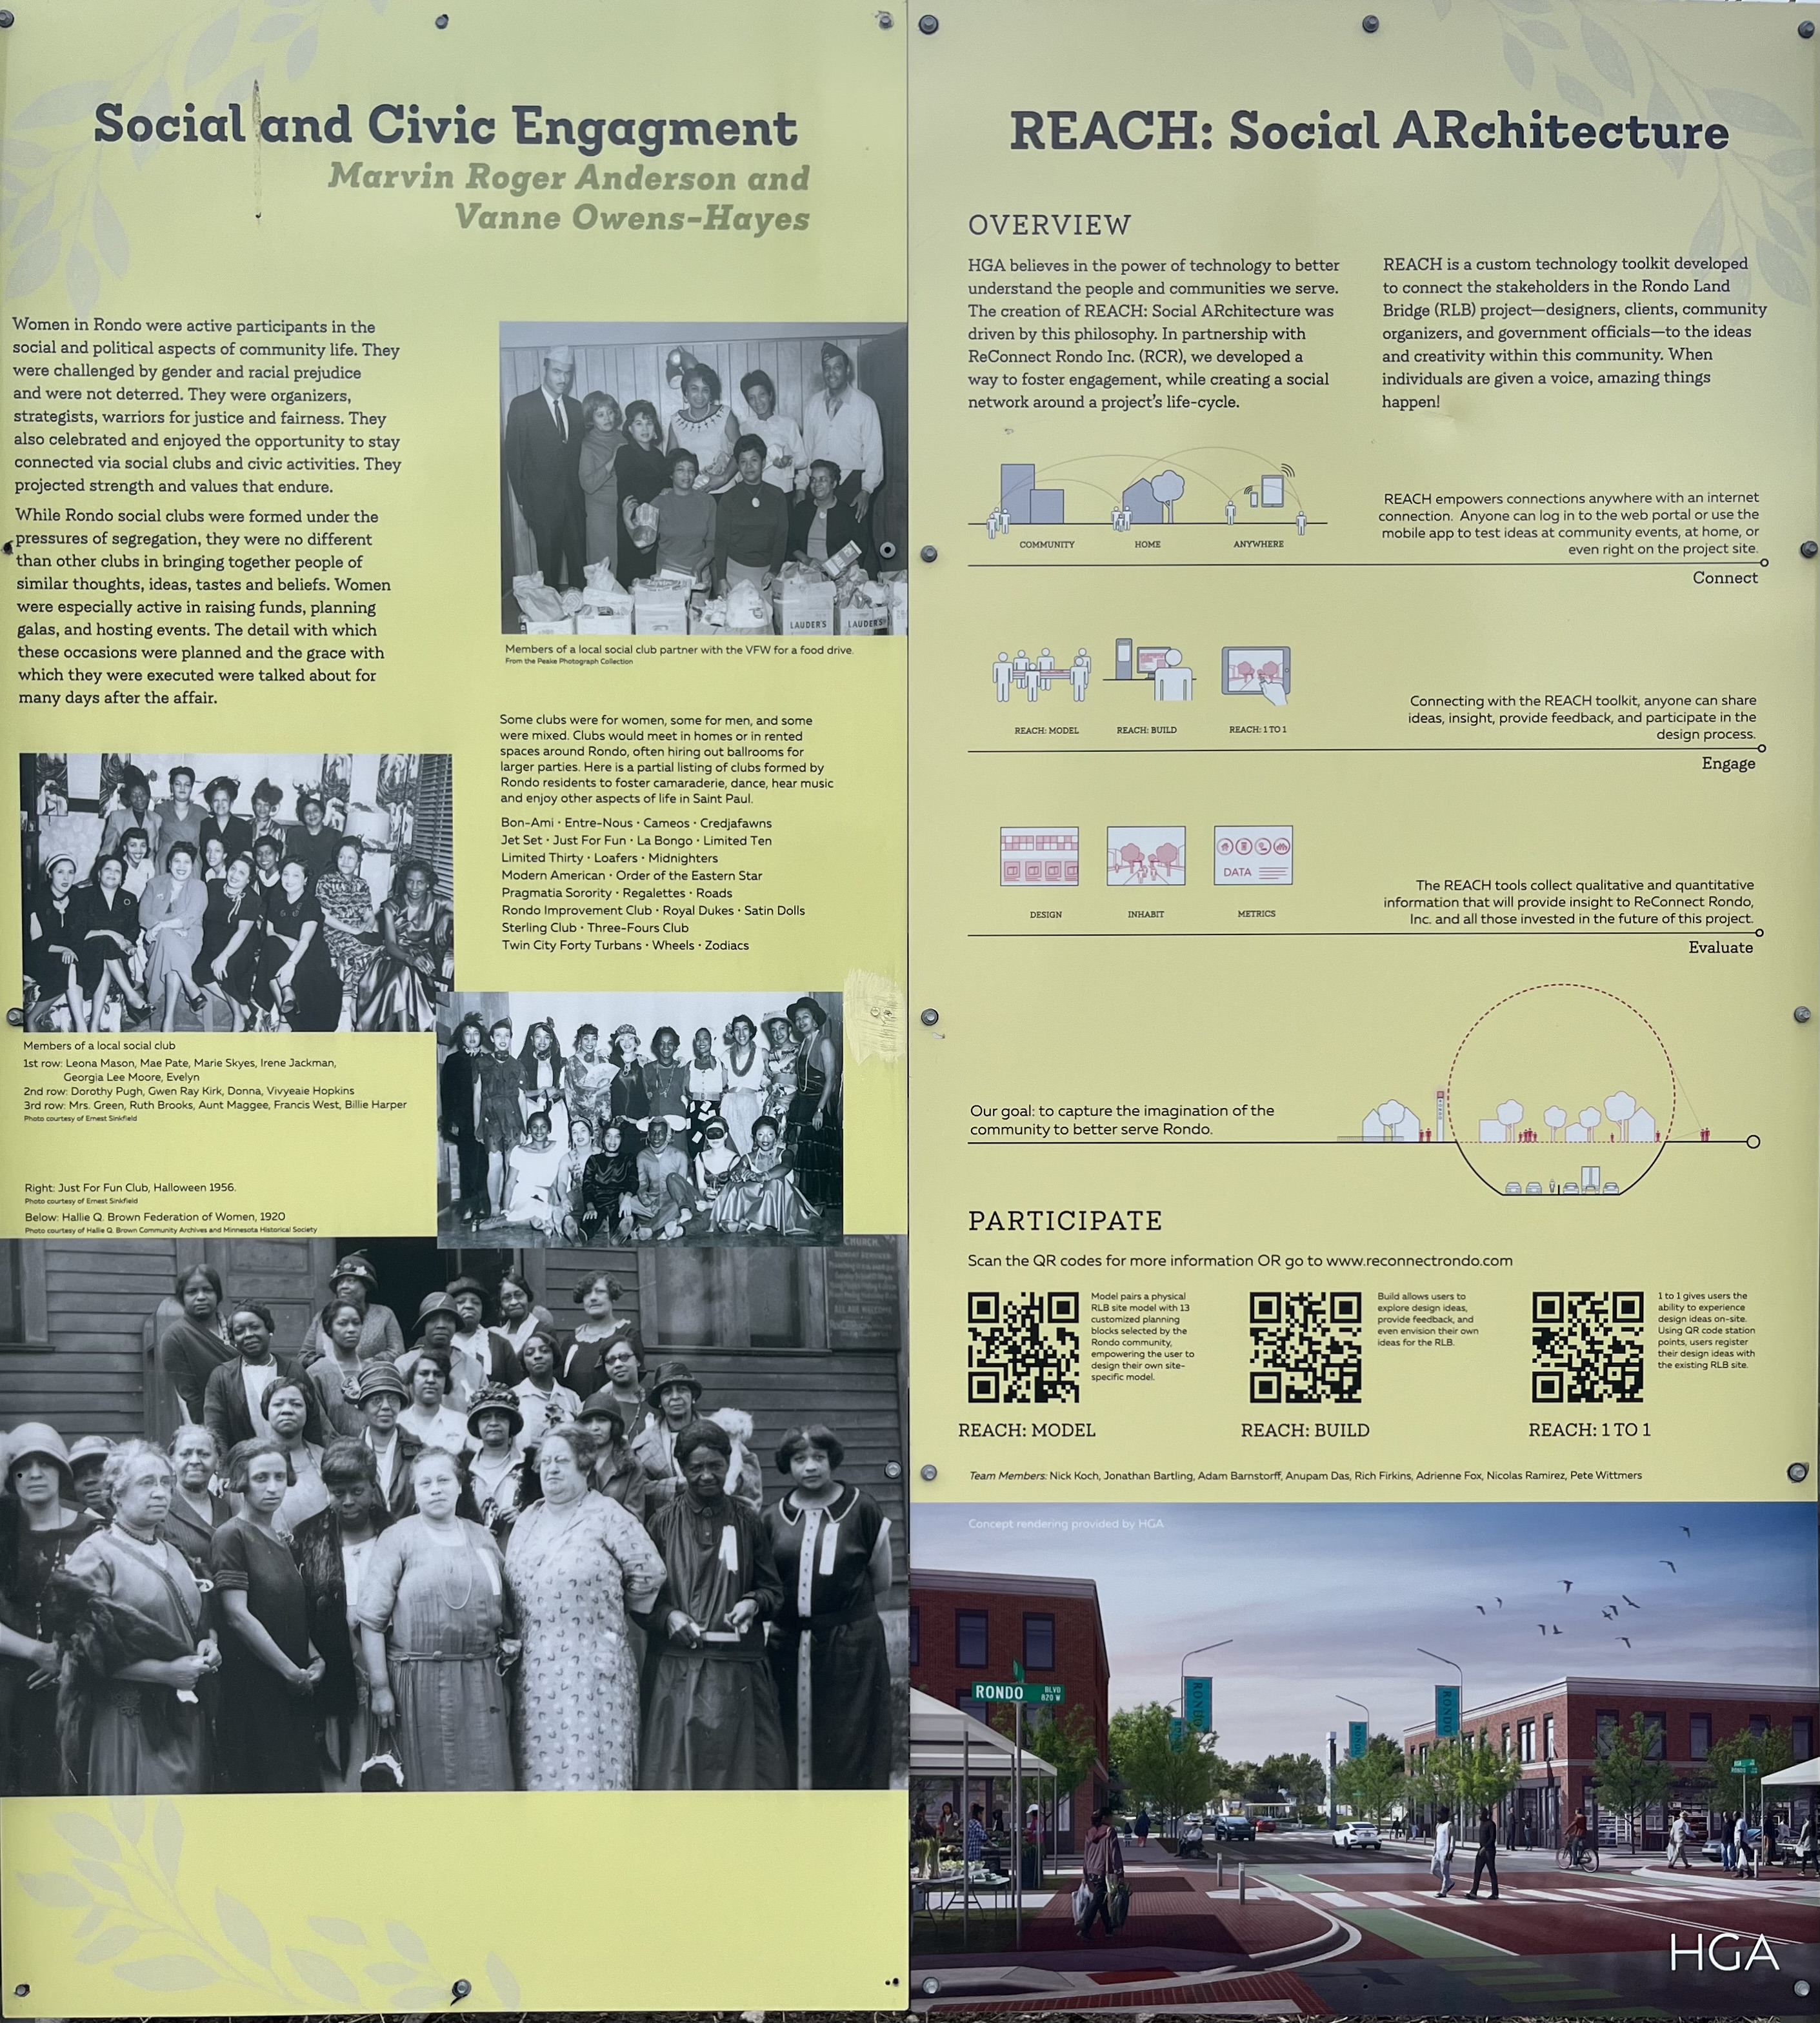 Social and Civic Engagment
Marvin Roger Anderson and
Vanne Owens-Hayes
Women in Rondo were active participants in the
social and political aspects of community life. They
were challenged by gender and racial prejudice
and were not deterred. They were organizers,
strategists, warriors for justice and fairness. They
also celebrated and enjoyed the opportunity to stay
connected via social clubs and civic activities. They
projected strength and values that endure.
While Rondo social clubs were formed under the
pressures of segregation, they were no different
than other clubs in bringing together people of
similar thoughts, ideas, tastes and beliefs. Women
were especially active in raising funds, planning
galas, and hosting events. The detail with which
these occasions were planned and the grace with
which they were executed were talked about for
many days after the affair.
LAUDER'S
LAUDER'S
Members of a local social club partner with the VFW for a food drive.
From the Peake Photograph Collection
Some clubs were for women, some for men, and some
were mixed. Clubs would meet in homes or in rented
spaces around Rondo, often hiring out ballrooms for
larger parties. Here is a partial listing of clubs formed by
Rondo residents to foster camaraderie, dance, hear music
and enjoy other aspects of life in Saint Paul.
Bon-Ami • Entre-Nous • Cameos • Credjafawns
Jet Set • Just For Fun • La Bongo • Limited Ten
Limited Thirty • Loafers • Midnighters
Modern American • Order of the Eastern Star
Pragmatia Sorority • Regalettes • Roads
Rondo Improvement Club • Royal Dukes • Satin Dolls
Sterling Club • Three-Fours Club
Twin City Forty Turbans • Wheels • Zodiacs
Members of a local social club
1st row: Leona Mason, Mae Pate, Marie Skyes, Irene Jackman,
Georgia Lee Moore, Evelyn
2nd row: Dorothy Pugh, Gwen Ray Kirk, Donna, Vivyeaie Hopkins
3rd row: Mrs. Green, Ruth Brooks, Aunt Maggee, Francis West, Billie Harper
Photo courtesy of Ernest Sinkfield
Right: Just For Fun Club, Halloween 1956.
Photo courtesy of Ernest Sinkfield
Below: Hallie Q. Brown Federation of Women, 1920
Photo courtesy of Hallie Q. Brown Community Archives and Minnesota Historical Society
CHURCH
ALL ARE WELCOME
REACH: Social ARchitecture
OVERVIEW
HGA believes in the power of technology to better
understand the people and communities we serve.
The creation of REACH: Social ARchitecture was
driven by this philosophy. In partnership with
ReConnect Rondo Inc. (RCR), we developed a
way to foster engagement, while creating a social
network around a project's life-cycle.
REACH is a custom technology toolkit developed
to connect the stakeholders in the Rondo Land
Bridge (RLB) project—designers, clients, community
organizers, and government officials—to the ideas
and creativity within this community. When
individuals are given a voice, amazing things
happen!
COMMUNITY
HOME
ANYWHERE
REACH empowers connections anywhere with an internet
connection. Anyone can log in to the web portal or use the
mobile app to test ideas at community events, at home, or
even right on the project site.
Connect
REACH: MODEL
REACH: BUILD
REACH: 1 TO 1
Connecting with the REACH toolkit, anyone can share
ideas, insight, provide feedback, and participate in the
design process.
Engage
DATA
DESIGN
INHABIT
METRICS
The REACH tools collect qualitative and quantitative
information that will provide insight to ReConnect Rondo,
Inc. and all those invested in the future of this project.
Evaluate
Our goal: to capture the imagination of the
community to better serve Rondo.
PARTICIPATE
Scan the QR codes for more information OR go to www.reconnectrondo.com
Model pairs a physical
RLB site model with 13
customized planning
blocks selected by the
Rondo community,
empowering the user to
design their own site-
specific model.
REACH: MODEL
Build allows users to
explore design ideas,
provide feedback, and
even envision their own
ideas for the RLB.
REACH: BUILD
1 to 1 gives users the
ability to experience
design ideas on-site.
Using QR code station
points, users register
their design ideas with
the existing RLB site.
REACH: 1 TO 1
Team Members: Nick Koch, Jonathan Bartling, Adam Barnstorff, Anupam Das, Rich Firkins, Adrienne Fox, Nicolas Ramirez, Pete Wittmers
Concept rendering provided by HGA
RONDO BLVD
820 W
RONDO
RONDO
RONDO
RONDO
HGA